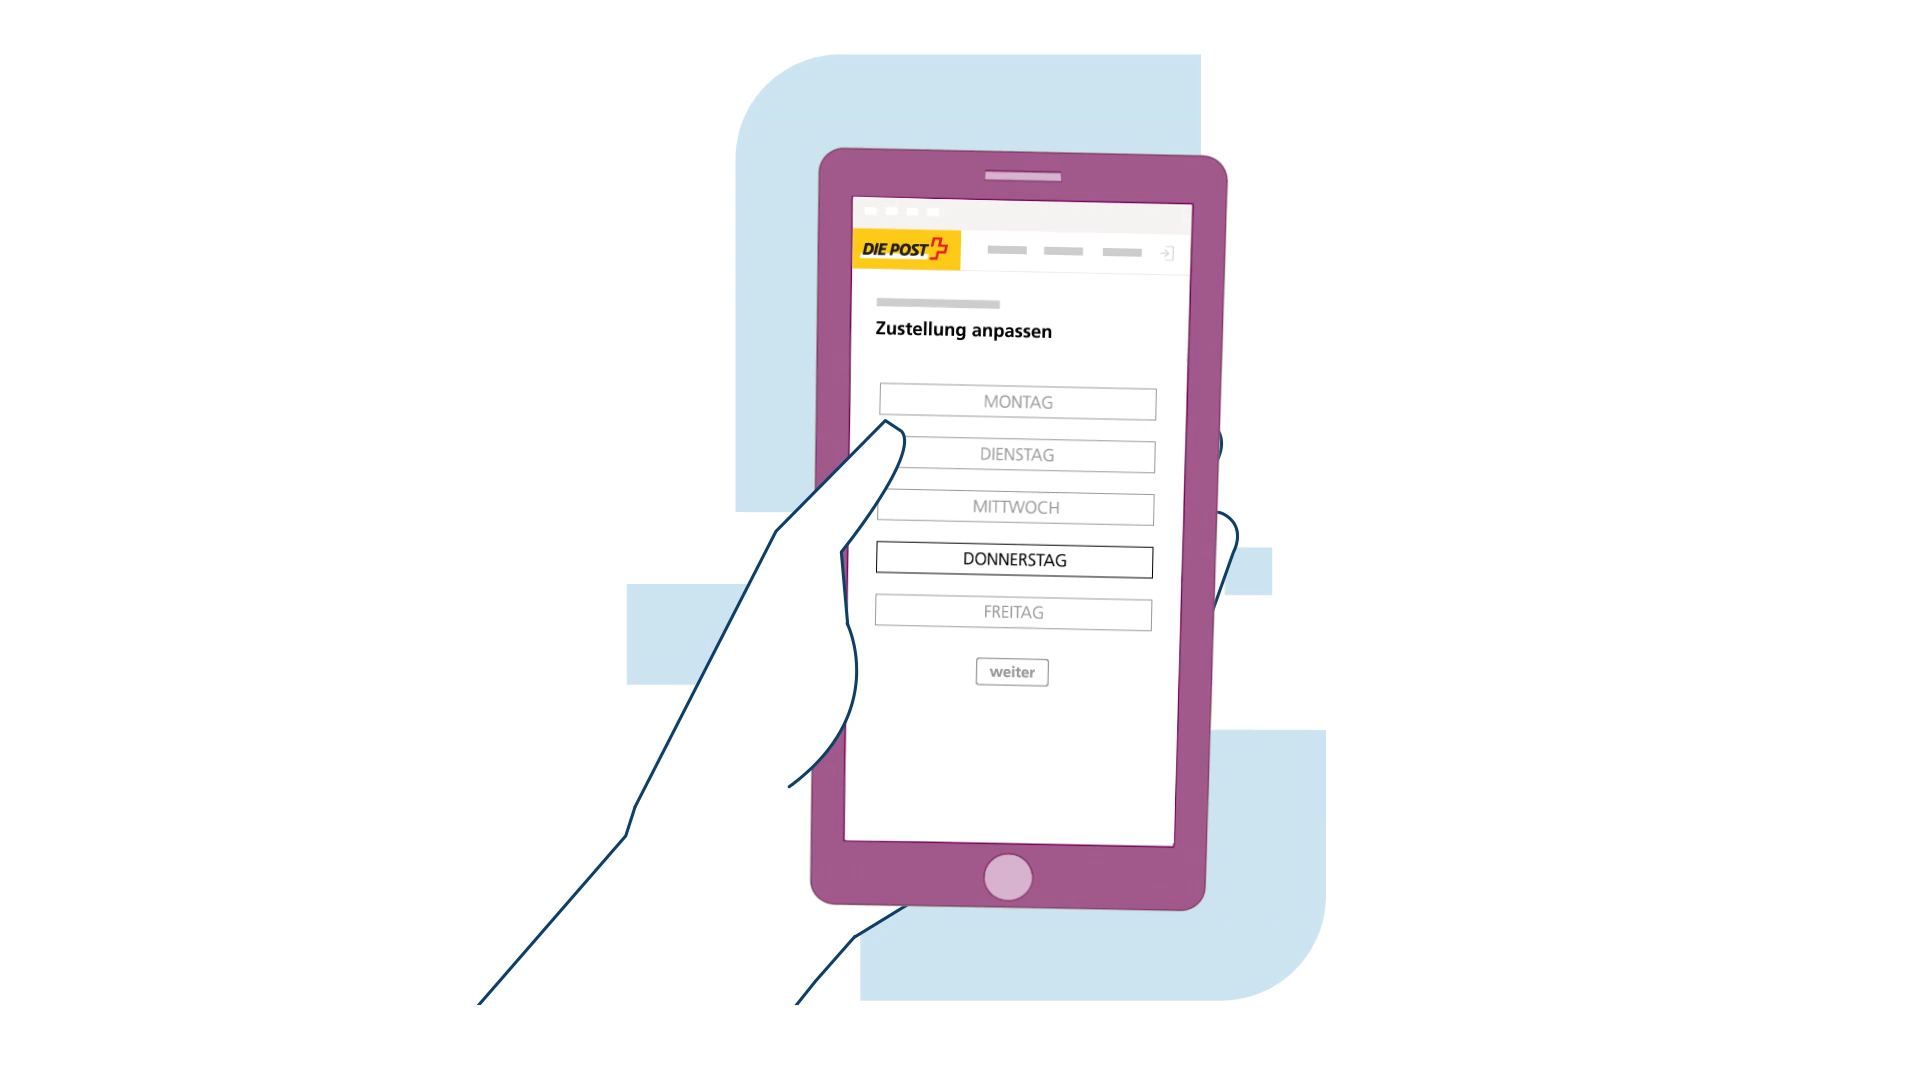 DIE POST
Zustellung anpassen
MONTAG
DIENSTAG
MITTWOCH
DONNERSTAG
FREITAG
weiter